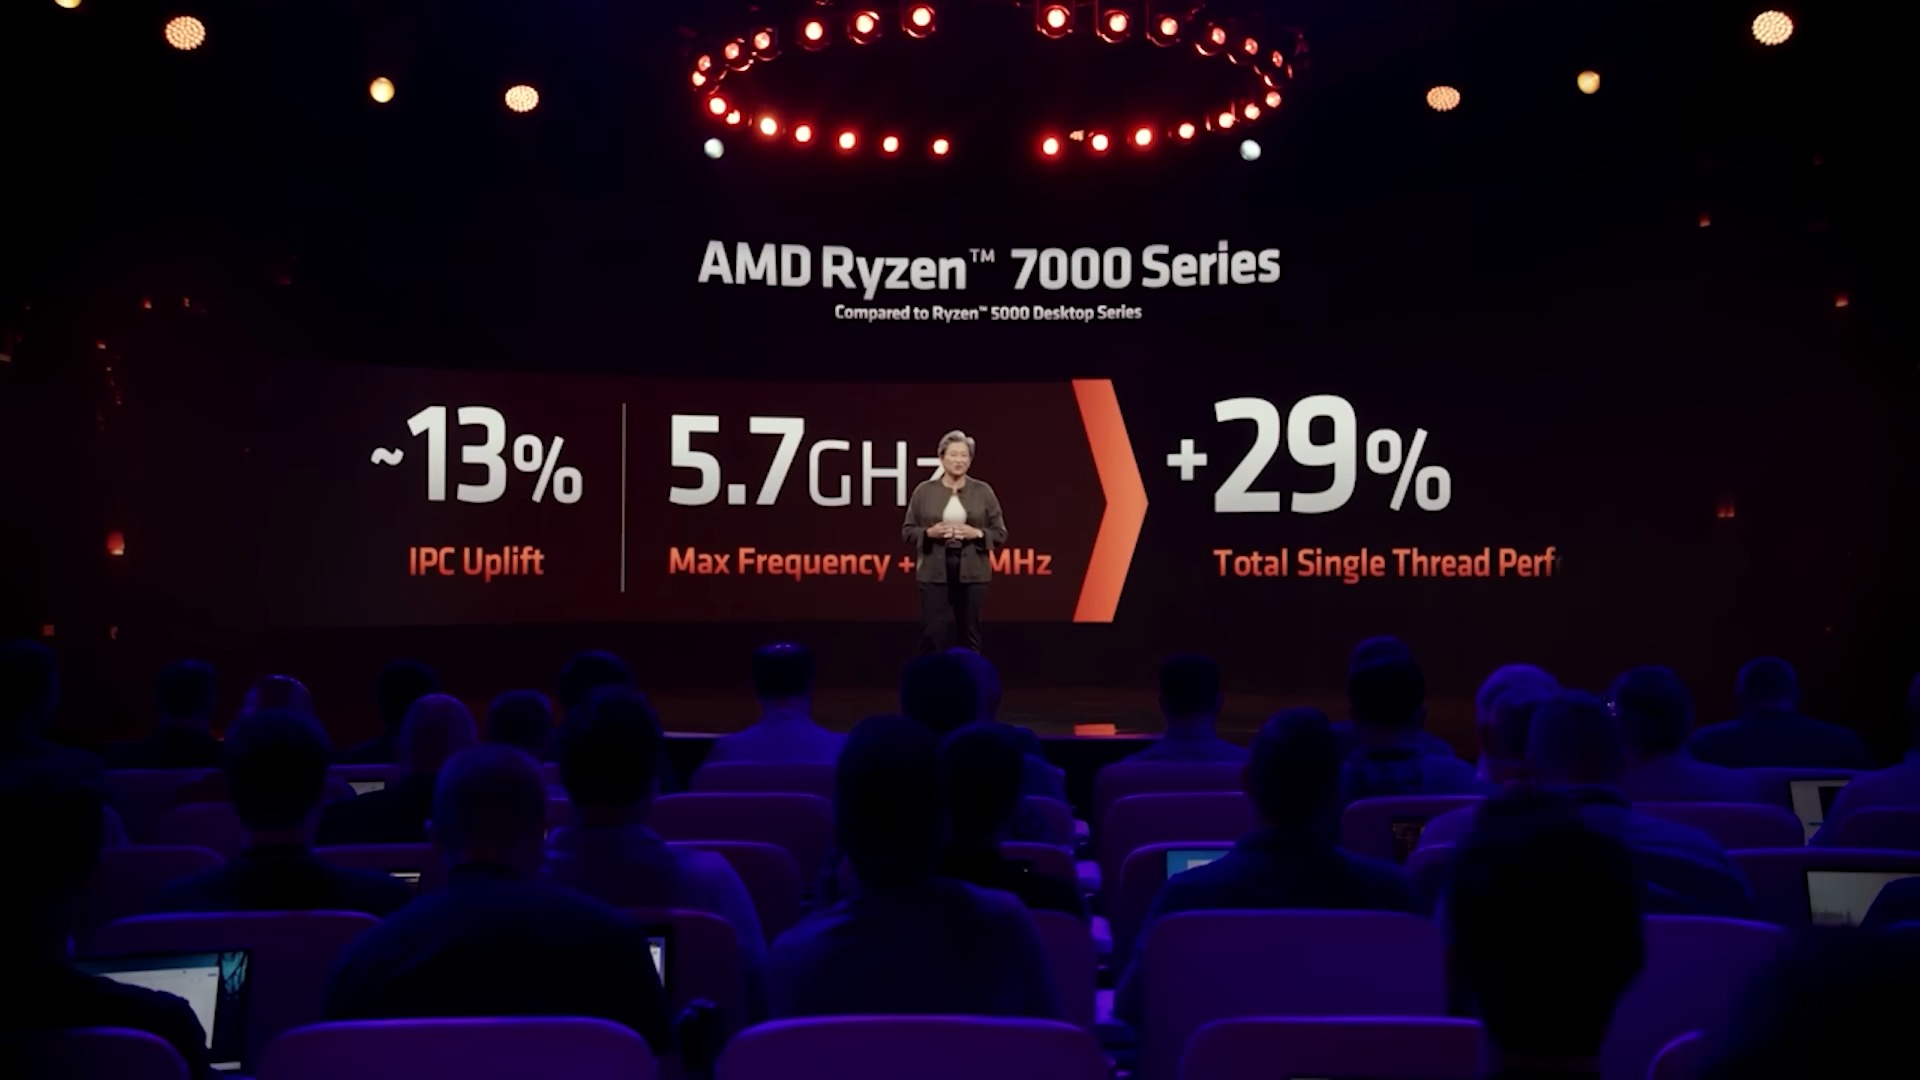 AMD Ryzen™ 7000 Series
Compared to Ryzen™ 5000 Desktop Series
~13%
IPC Uplift
5.7GHz
Max Frequency + MHz
+29%
Total Single Thread Perf